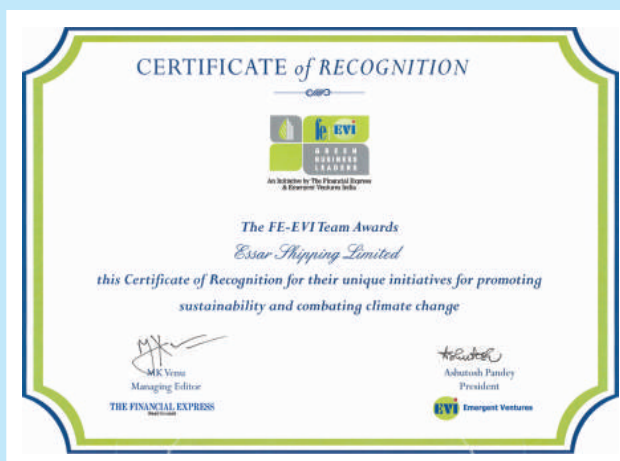 CERTIFICATE of RECOGNITION
fe EVi
GREEN
BUSINESS
LEADERS
An Initiative by The Financial Express
& Emergent Ventures India
The FE-EVI Team Awards
Essar Shipping Limited
this Certificate of Recognition for their unique initiatives for promoting
sustainability and combating climate change
MK Venu
Managing Editor
THE FINANCIAL EXPRESS
Ashutosh
Ashutosh Pandey
President
EVi Emergent Ventures